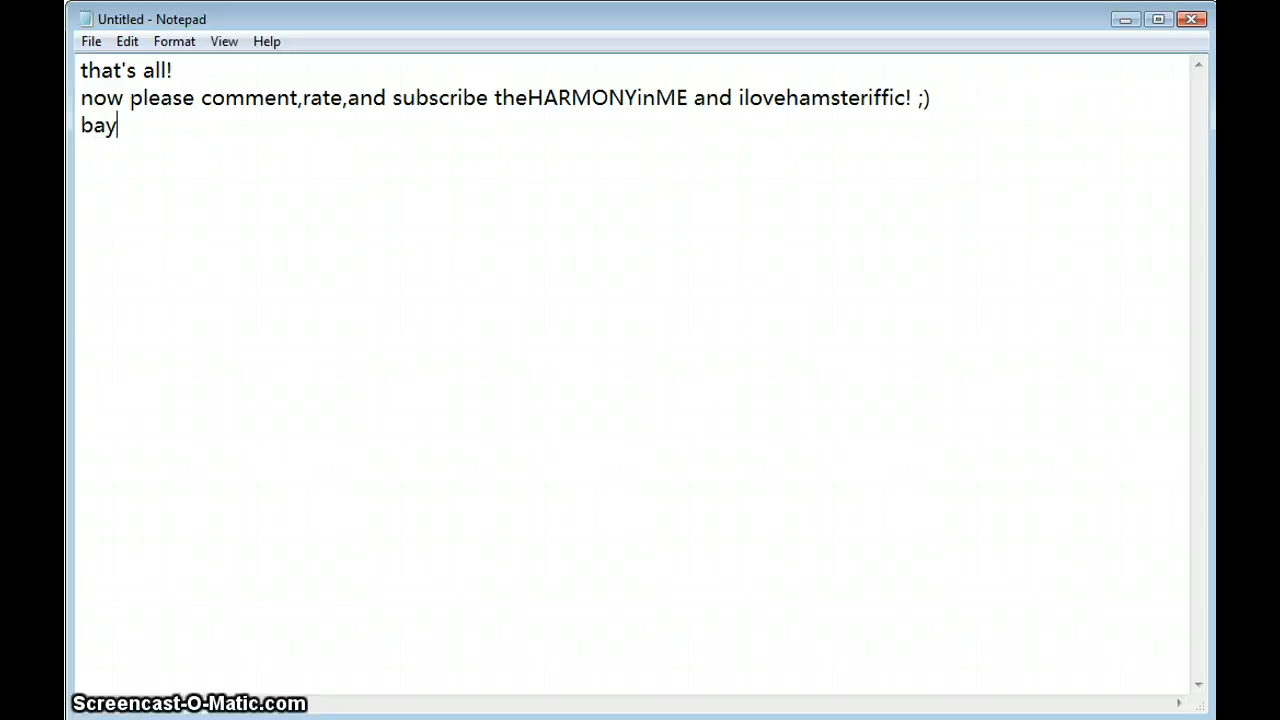 Untitled - Notepad
File Edit Format View Help
that's all!
now please comment,rate,and subscribe theHARMONYinME and ilovehamsteriffic! ;)
bay
Screencast-O-Matic.com